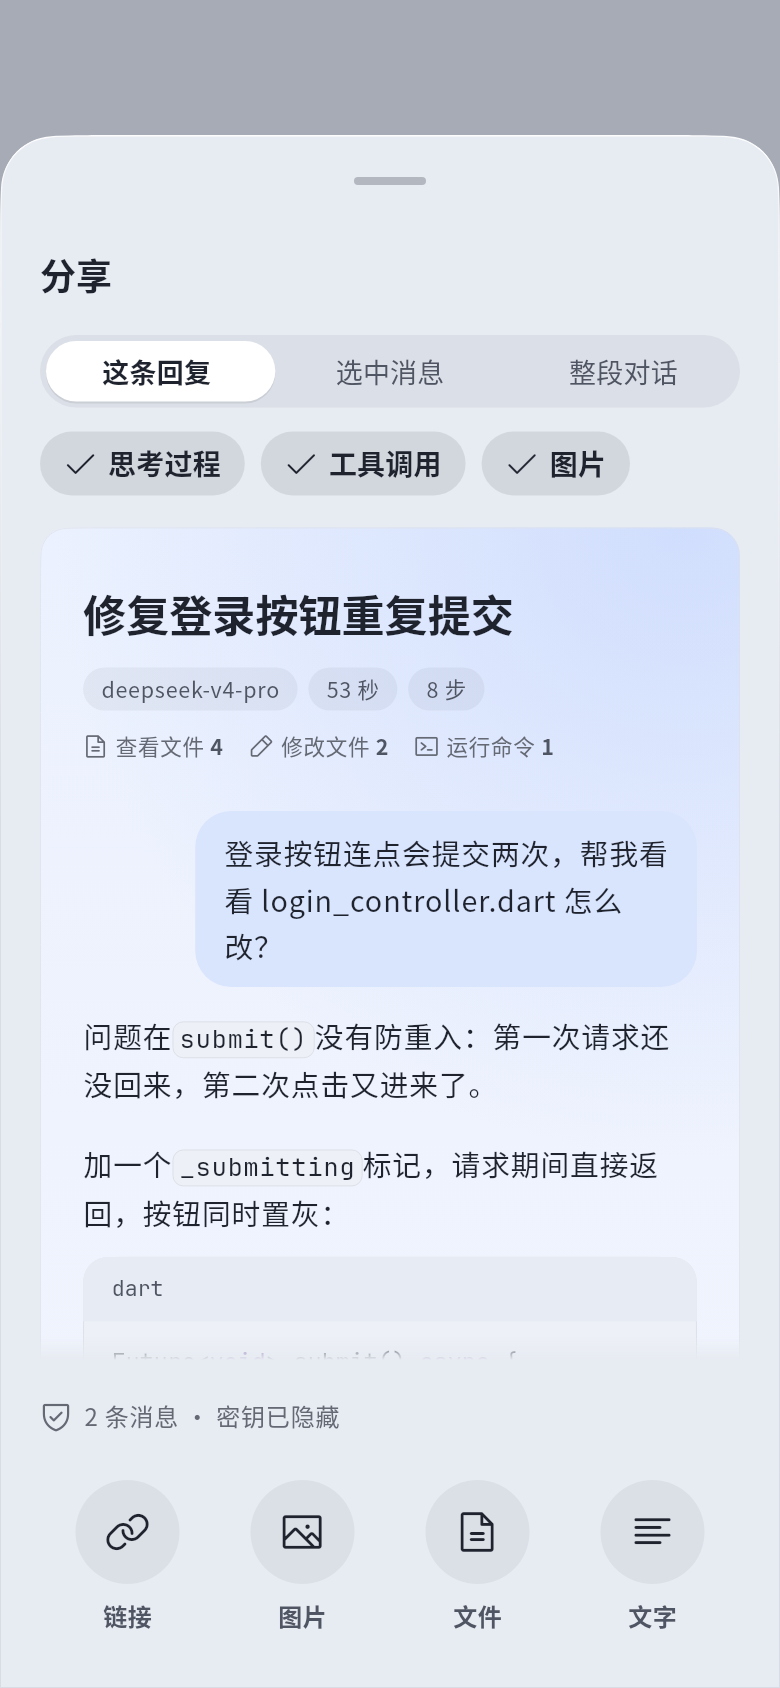 分享
这条回复 选中消息 整段对话
思考过程 工具调用 图片
修复登录按钮重复提交
deepseek-v4-pro 53 秒 8 步
查看文件 4 修改文件 2 运行命令 1
登录按钮连点会提交两次，帮我看
看 login_controller.dart 怎么
改？
问题在 submit() 没有防重入：第一次请求还
没回来，第二次点击又进来了。
加一个 _submitting 标记，请求期间直接返
回，按钮同时置灰：
dart
Future<void> submit() async {
2 条消息 · 密钥已隐藏
链接 图片 文件 文字